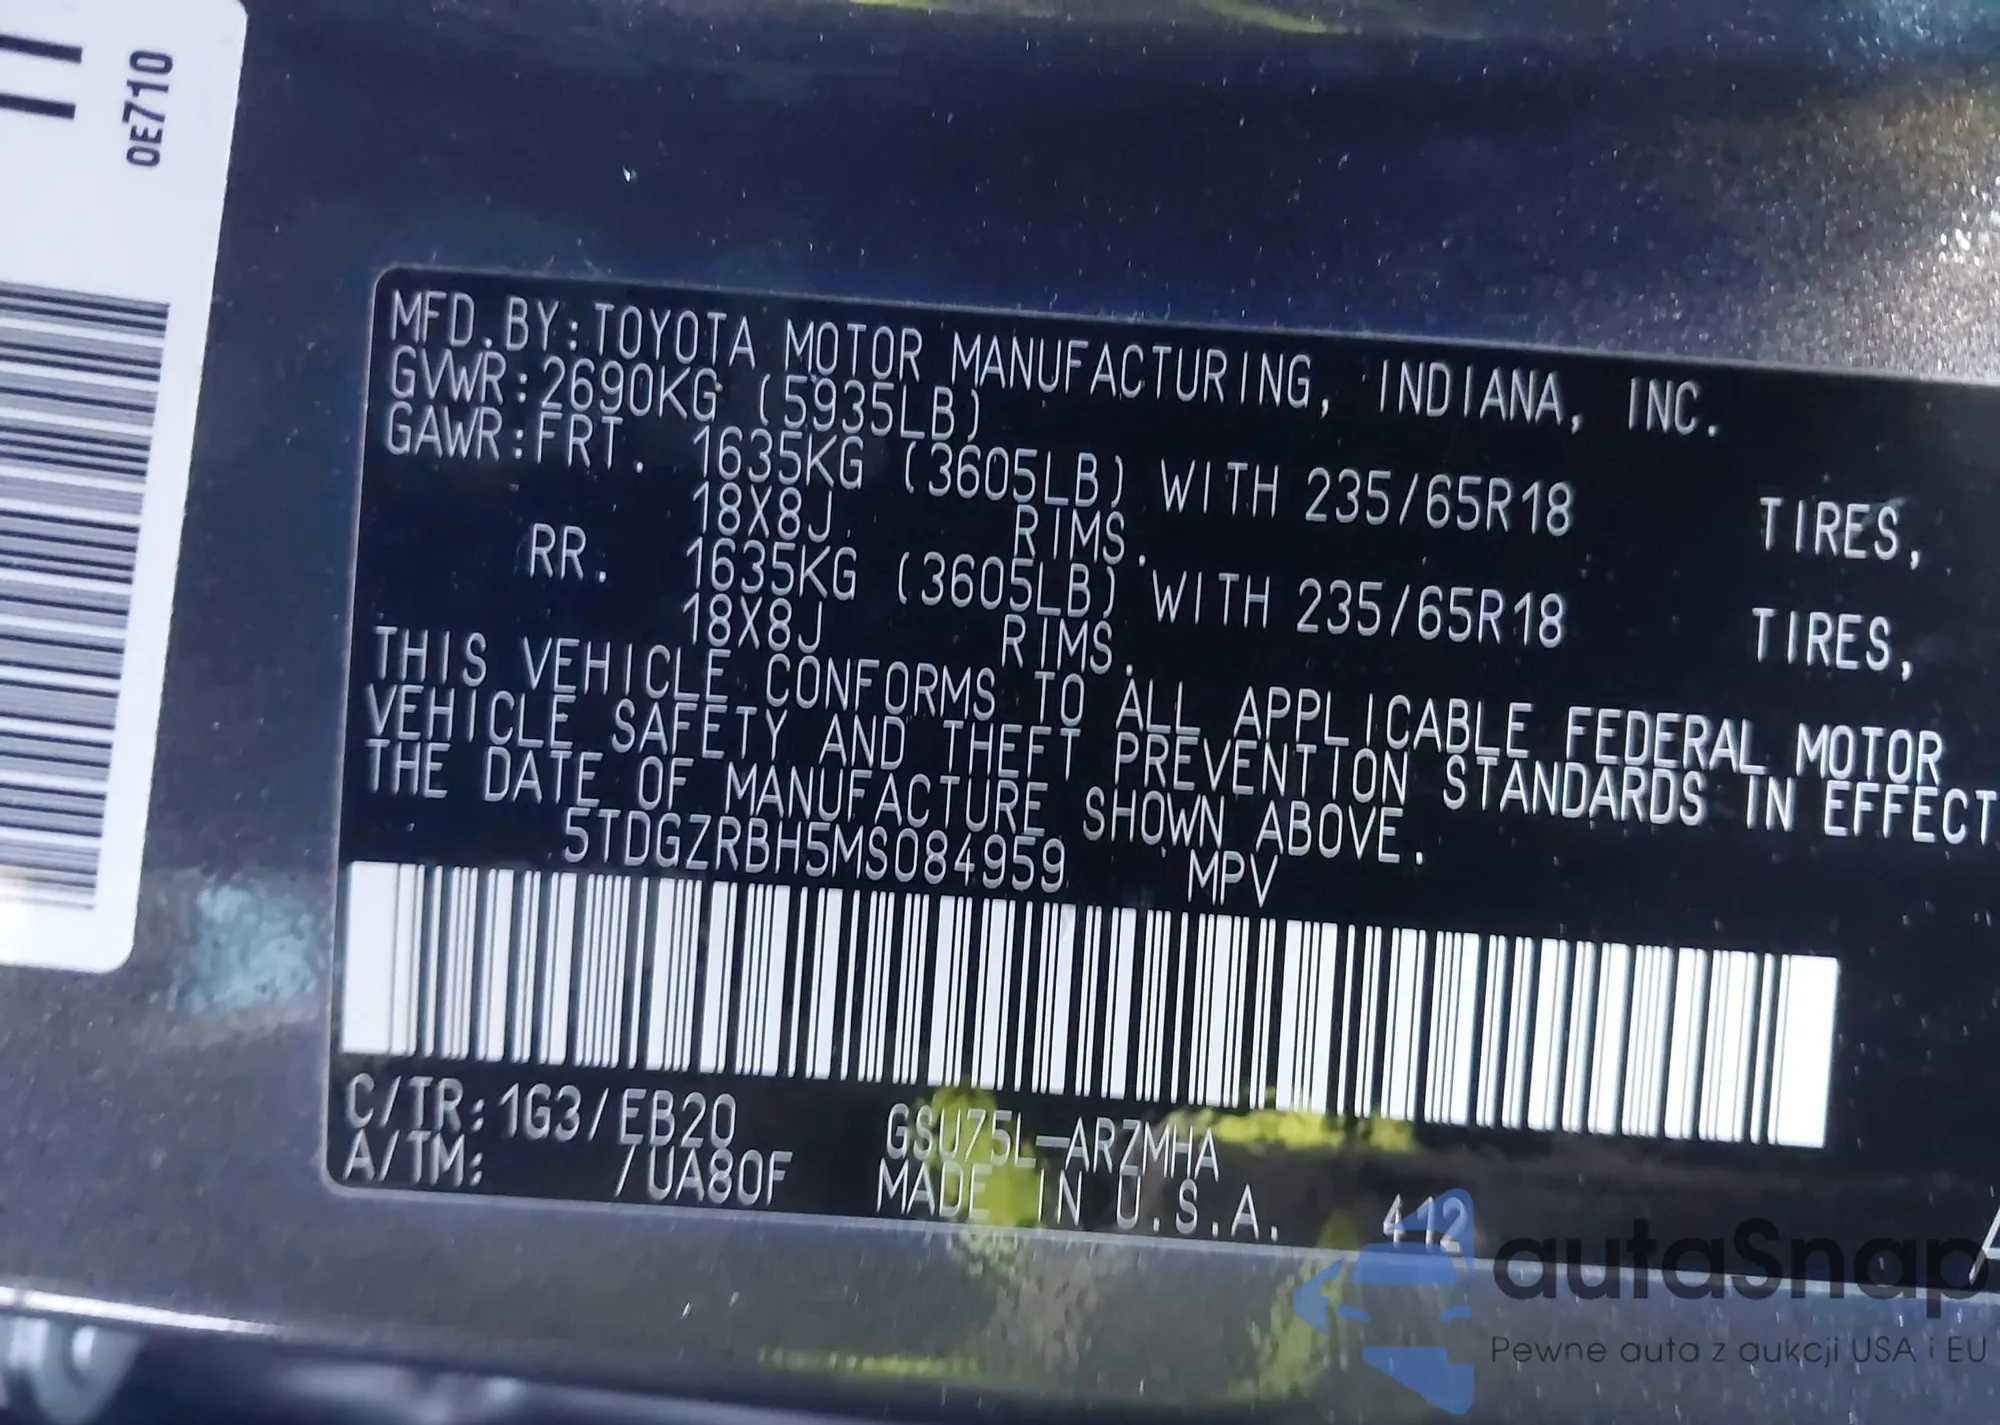 0E710
MFD.BY:TOYOTA MOTOR MANUFACTURING, INDIANA, INC.
GVWR:2690KG (5935LB)
GAWR:FRT. 1635KG (3605LB) WITH 235/65R18 TIRES,
18X8J RIMS.
RR. 1635KG (3605LB) WITH 235/65R18 TIRES,
18X8J RIMS.
THIS VEHICLE CONFORMS TO ALL APPLICABLE FEDERAL MOTOR
VEHICLE SAFETY AND THEFT PREVENTION STANDARDS IN EFFECT
THE DATE OF MANUFACTURE SHOWN ABOVE.
5TDGZRBH5MS084959 MPV
C/TR:1G3/EB20 GSU75L-ARZMHA
A/TM: /UA80F MADE IN U.S.A. 412
autaSnap
Pewne auta z aukcji USA i EU